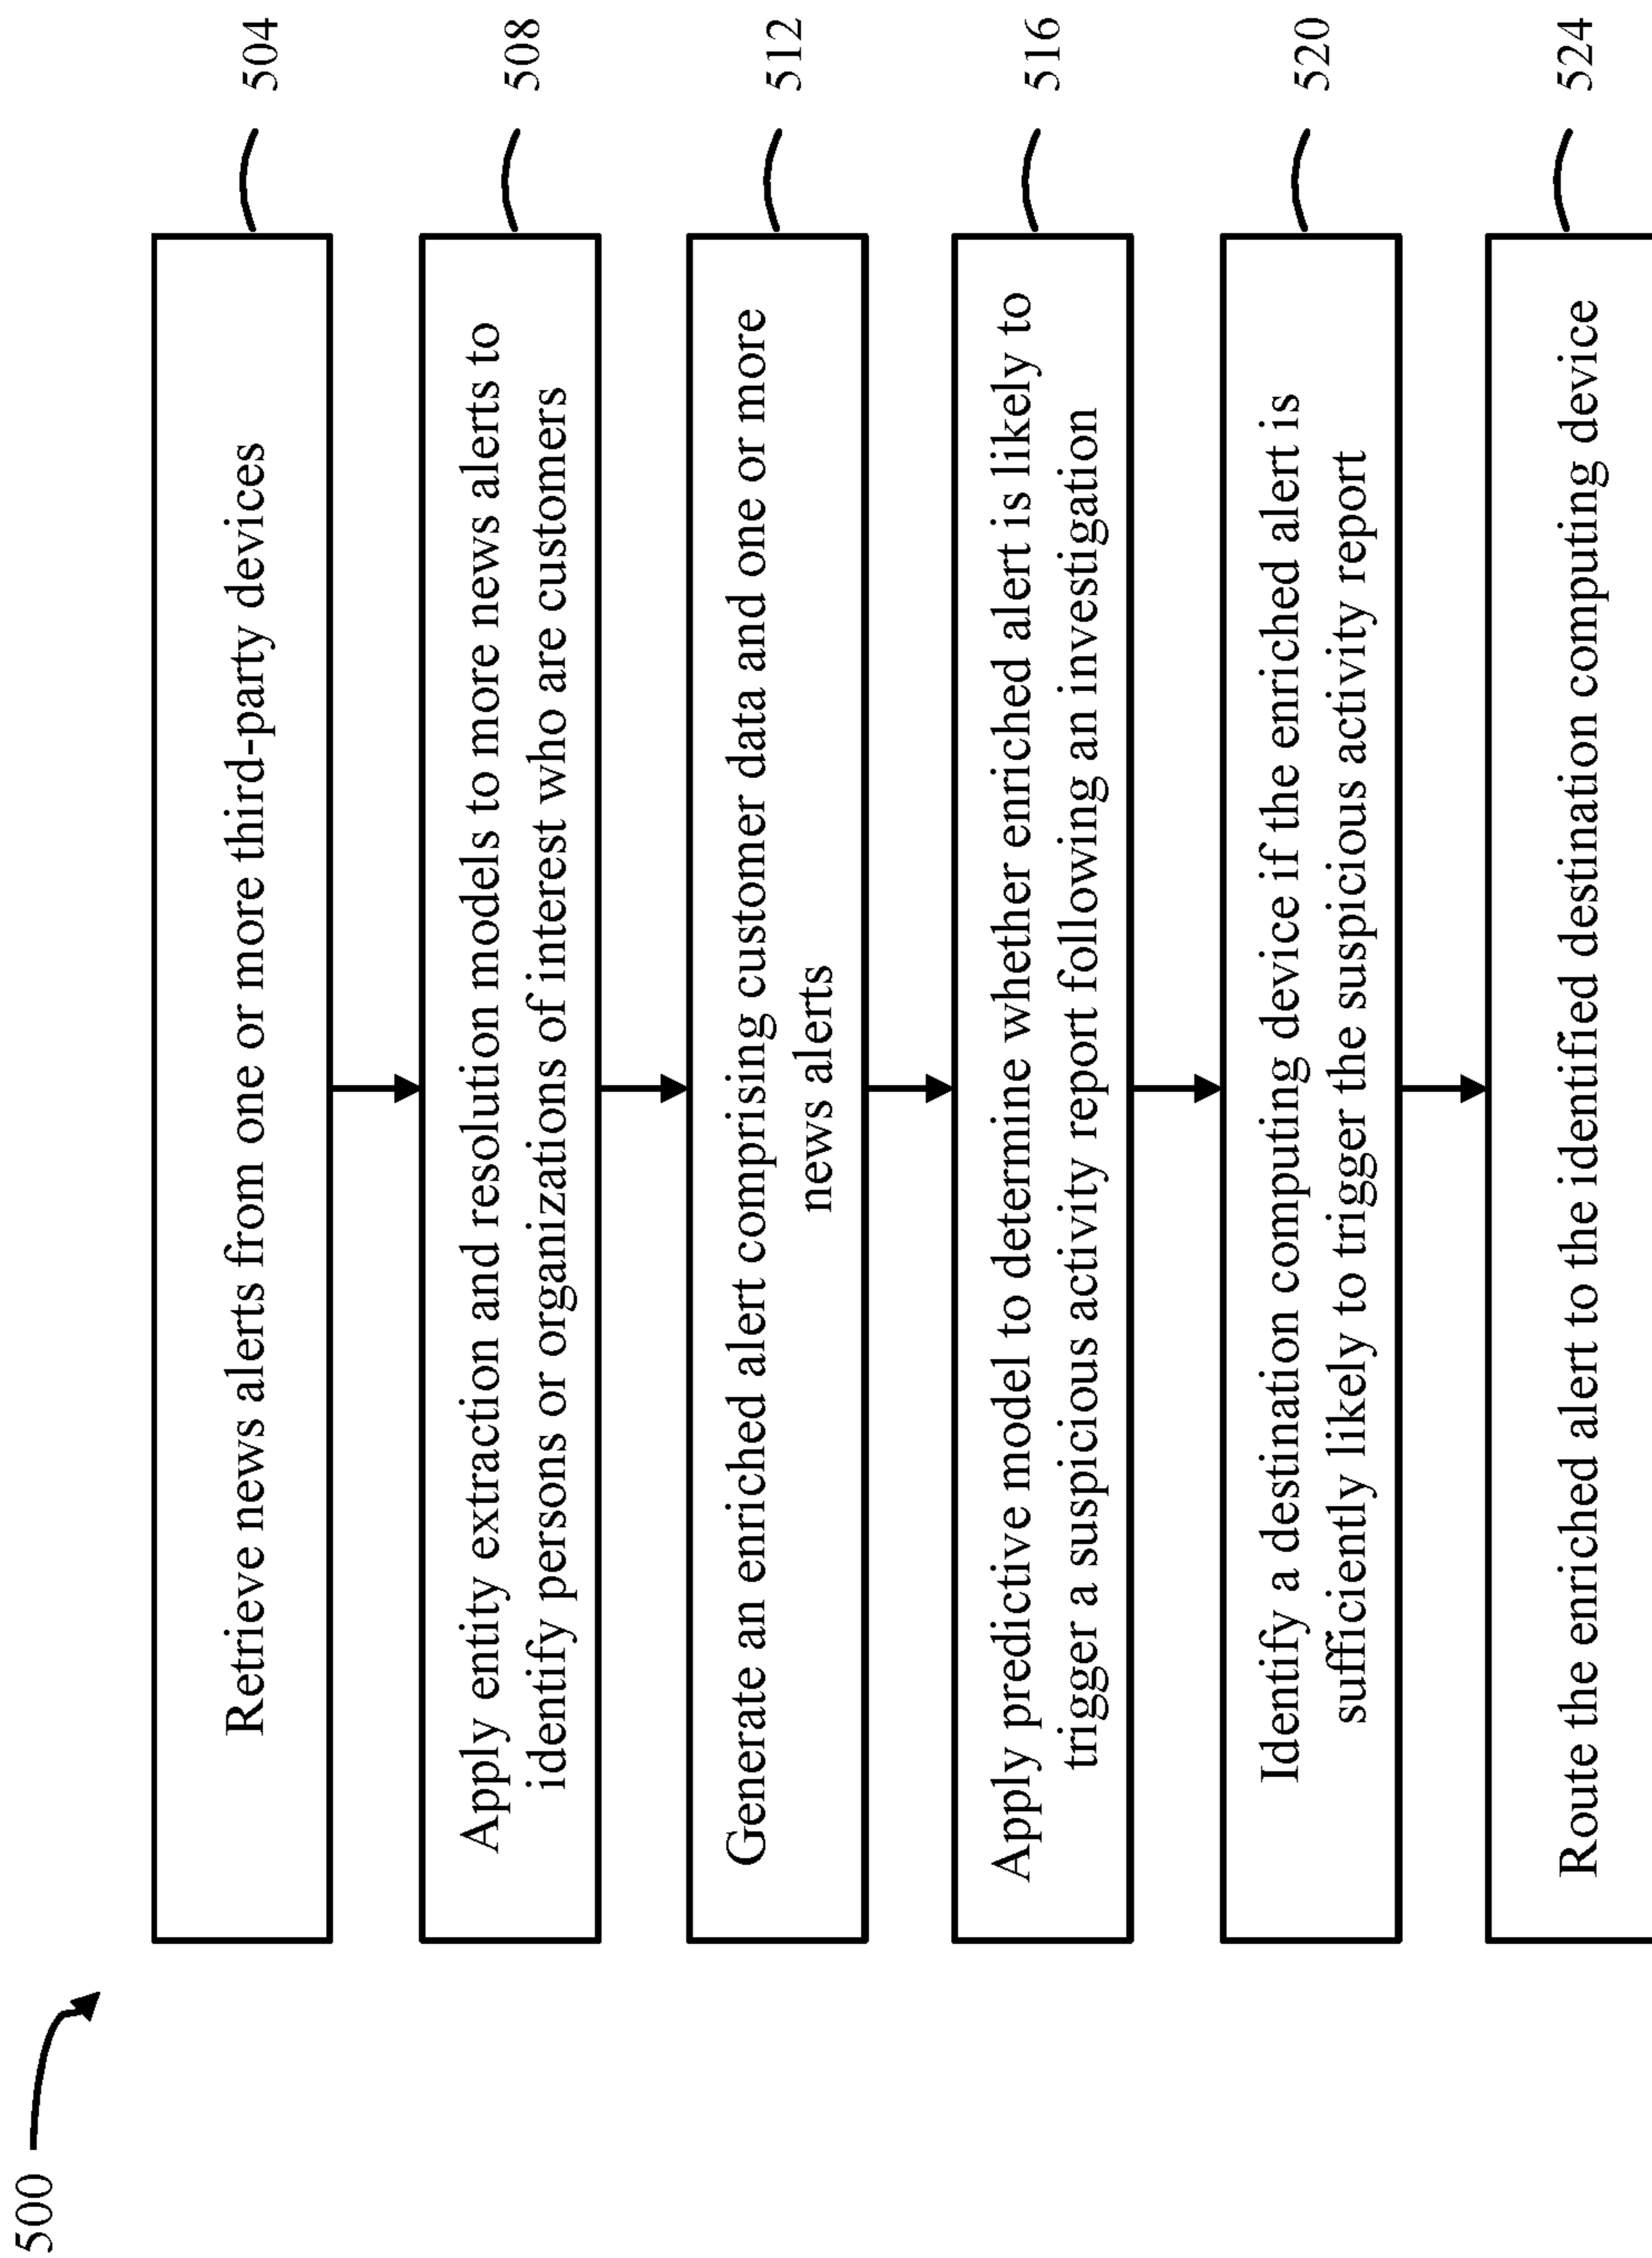 500
Retrieve news alerts from one or more third-party devices
504
Apply entity extraction and resolution models to more news alerts to
identify persons or organizations of interest who are customers
508
Generate an enriched alert comprising customer data and one or more
news alerts
512
Apply predictive model to determine whether enriched alert is likely to
trigger a suspicious activity report following an investigation
516
Identify a destination computing device if the enriched alert is
sufficiently likely to trigger the suspicious activity report
520
Route the enriched alert to the identified destination computing device
524